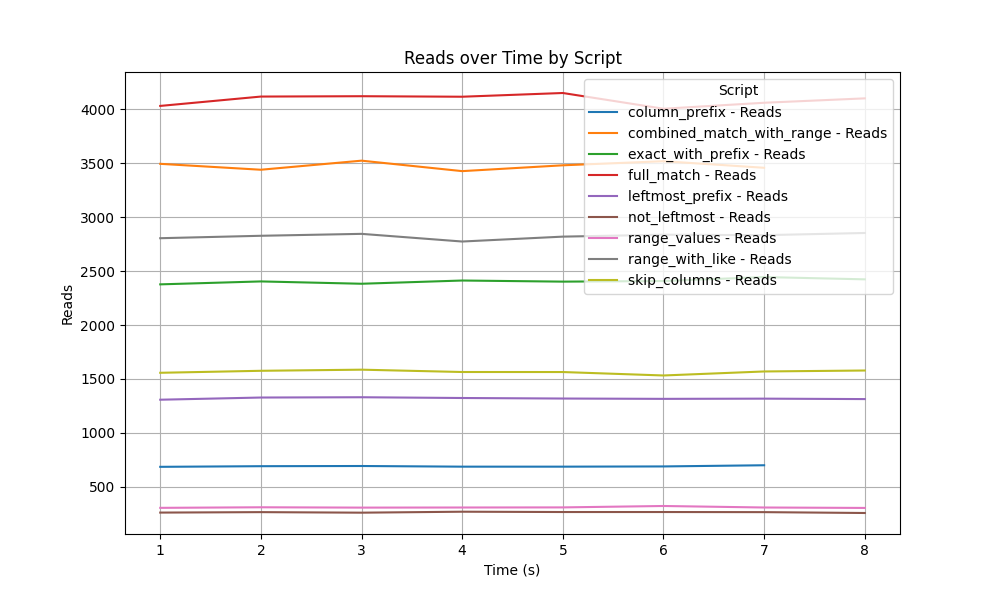 Reads over Time by Script
Script
column_prefix - Reads
combined_match_with_range - Reads
exact_with_prefix - Reads
full_match - Reads
leftmost_prefix - Reads
not_leftmost - Reads
range_values - Reads
range_with_like - Reads
skip_columns - Reads
Reads
4000
3500
3000
2500
2000
1500
1000
500
1 2 3 4 5 6 7 8
Time (s)